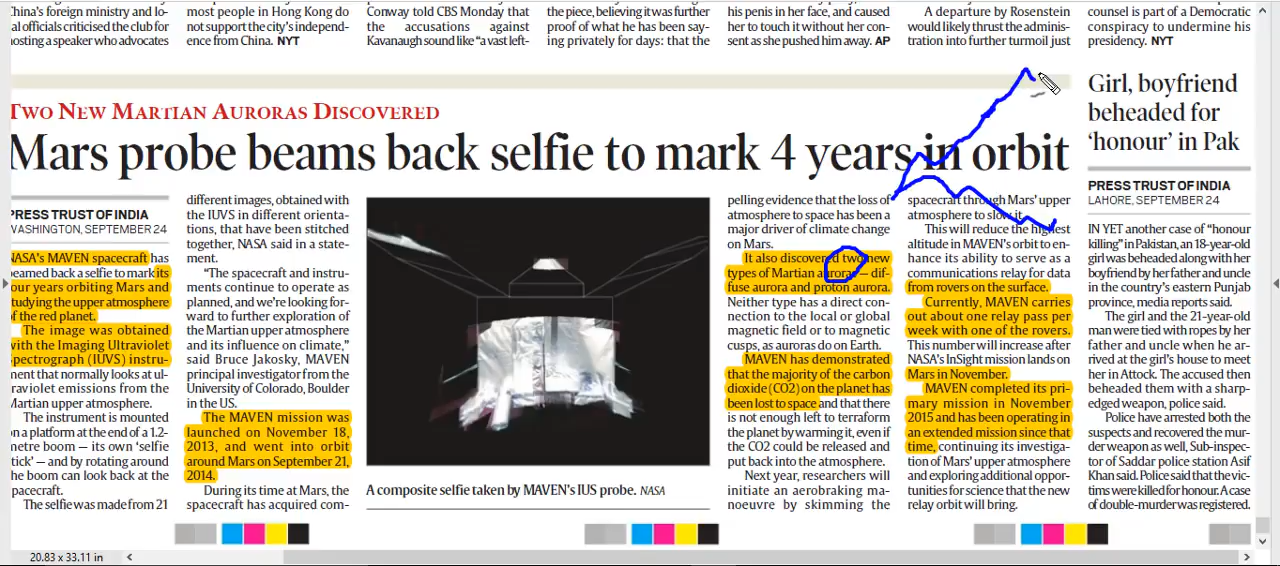 China's foreign ministry and lo-
al officials criticised the club for
hosting a speaker who advocates
most people in Hong Kong do
not support the city's independ-
ence from China. NYT
Conway told CBS Monday that
the accusations against
Kavanaugh sound like "a vast left-
the piece, believing it was further
proof of what he has been say-
ing privately for days: that the
his penis in her face, and caused
her to touch it without her con-
sent as she pushed him away. AP
A departure by Rosenstein
would likely thrust the adminis-
tration into further turmoil just
counsel is part of a Democratic
conspiracy to undermine his
presidency. NYT
TWO NEW MARTIAN AURORAS DISCOVERED
Mars probe beams back selfie to mark 4 years in orbit
PRESS TRUST OF INDIA
WASHINGTON, SEPTEMBER 24
NASA's MAVEN spacecraft has
beamed back a selfie to mark its
four years orbiting Mars and
studying the upper atmosphere
of the red planet.
The image was obtained
with the Imaging Ultraviolet
Spectrograph (IUVS) instru-
ment that normally looks at ul-
traviolet emissions from the
Martian upper atmosphere.
The instrument is mounted
on a platform at the end of a 1.2-
metre boom — its own 'selfie
stick' — and by rotating around
the boom can look back at the
spacecraft.
The selfie was made from 21
different images, obtained with
the IUVS in different orienta-
tions, that have been stitched
together, NASA said in a state-
ment.
"The spacecraft and instru-
ments continue to operate as
planned, and we're looking for-
ward to further exploration of
the Martian upper atmosphere
and its influence on climate,"
said Bruce Jakosky, MAVEN
principal investigator from the
University of Colorado, Boulder
in the US.
The MAVEN mission was
launched on November 18,
2013, and went into orbit
around Mars on September 21,
2014.
During its time at Mars, the
spacecraft has acquired com-
A composite selfie taken by MAVEN's IUS probe. NASA
pelling evidence that the loss of
atmosphere to space has been a
major driver of climate change
on Mars.
It also discovered two new
types of Martian auroras — dif-
fuse aurora and proton aurora.
Neither type has a direct con-
nection to the local or global
magnetic field or to magnetic
cusps, as auroras do on Earth.
MAVEN has demonstrated
that the majority of the carbon
dioxide (CO2) on the planet has
been lost to space and that there
is not enough left to terraform
the planet by warming it, even if
the CO2 could be released and
put back into the atmosphere.
Next year, researchers will
initiate an aerobraking ma-
noeuvre by skimming the
spacecraft through Mars' upper
atmosphere to slow it.
This will reduce the highest
altitude in MAVEN's orbit to en-
hance its ability to serve as a
communications relay for data
from rovers on the surface.
Currently, MAVEN carries
out about one relay pass per
week with one of the rovers.
This number will increase after
NASA's InSight mission lands on
Mars in November.
MAVEN completed its pri-
mary mission in November
2015 and has been operating in
an extended mission since that
time, continuing its investiga-
tion of Mars' upper atmosphere
and exploring additional oppor-
tunities for science that the new
relay orbit will bring.
Girl, boyfriend
beheaded for
'honour' in Pak
PRESS TRUST OF INDIA
LAHORE, SEPTEMBER 24
IN YET another case of "honour
killing" in Pakistan, an 18-year-old
girl was beheaded along with her
boyfriend by her father and uncle
in the country's eastern Punjab
province, media reports said.
The girl and the 21-year-old
man were tied with ropes by her
father and uncle when he ar-
rived at the girl's house to meet
her in Attock. The accused then
beheaded them with a sharp-
edged weapon, police said.
Police have arrested both the
suspects and recovered the mur-
der weapon as well, Sub-inspec-
tor of Saddar police station Asif
Khan said. Police said that the vic-
tims were killed for honour. A case
of double-murder was registered.
20.83 x 33.11 in